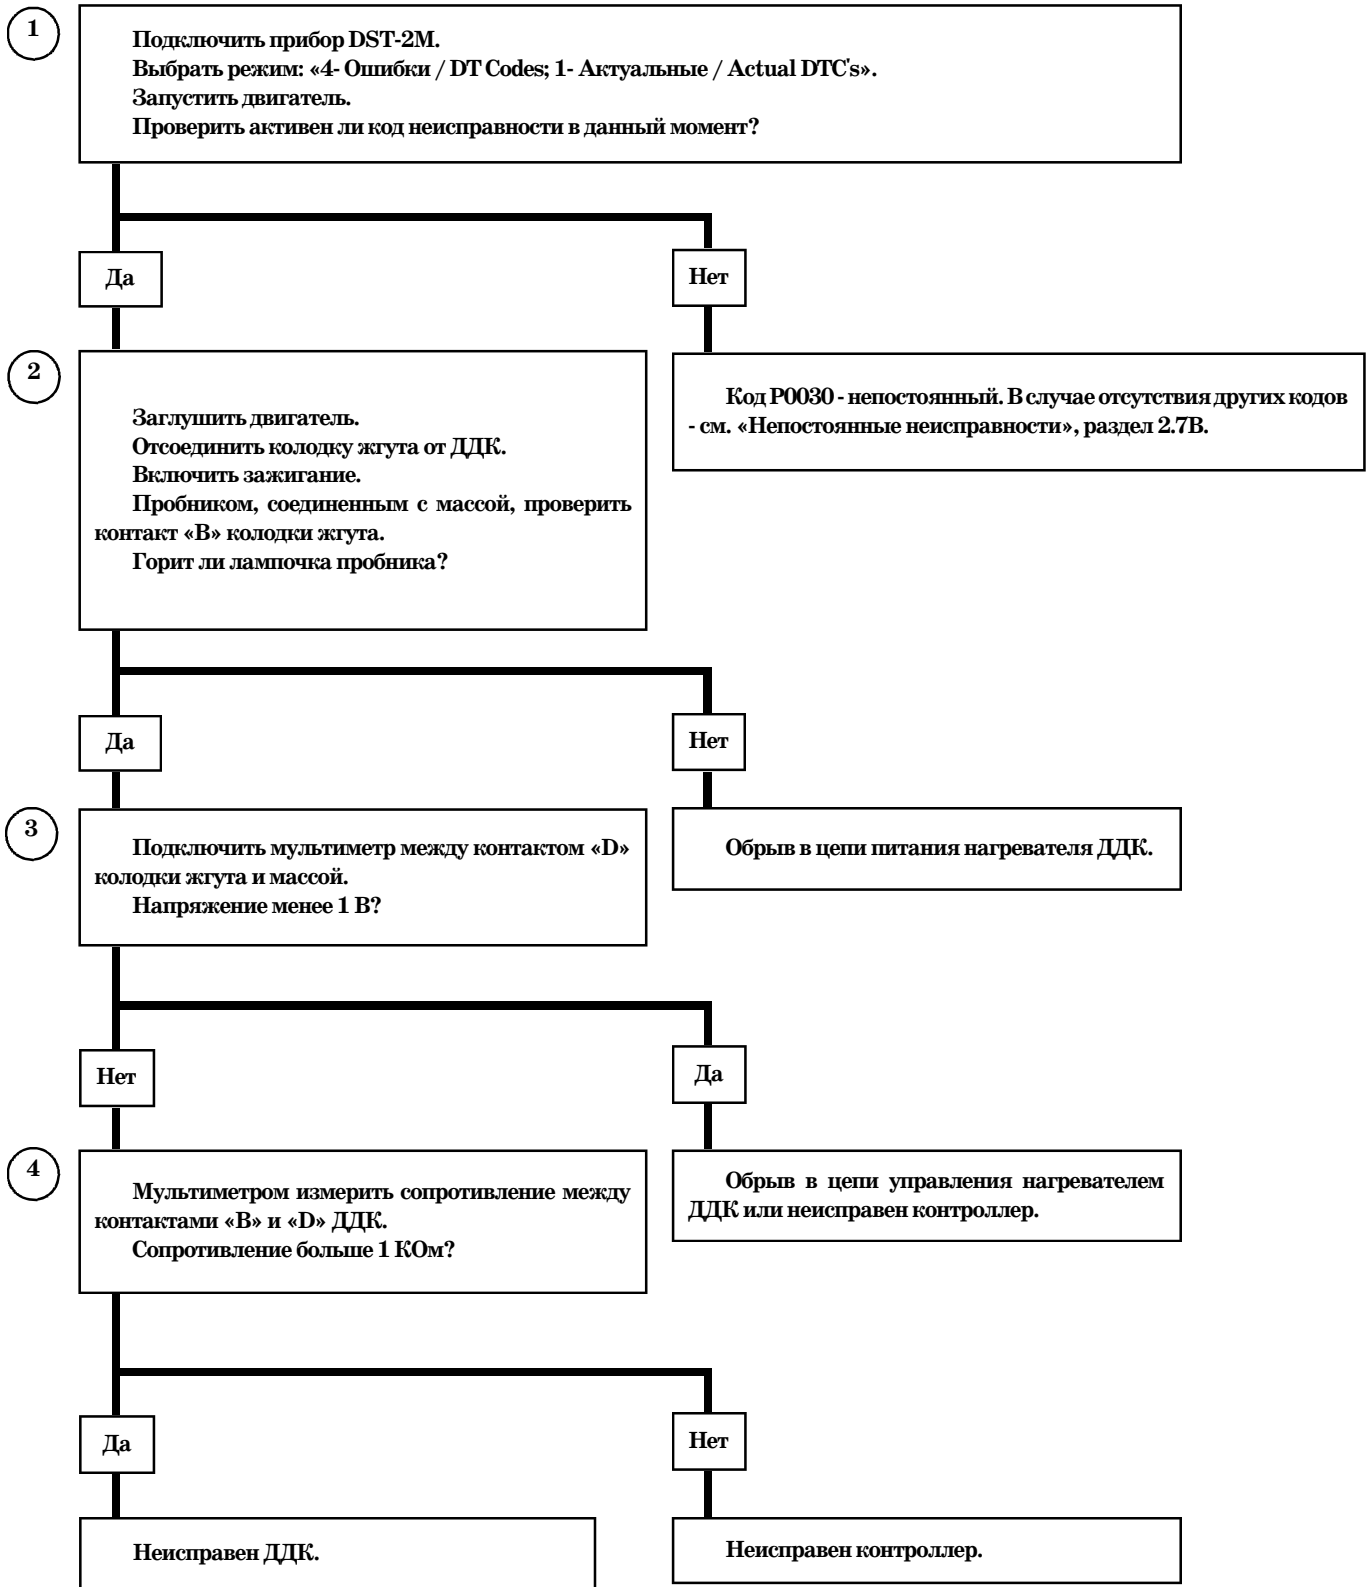 1
Подключить прибор DST-2M.
Выбрать режим: «4- Ошибки / DT Codes; 1- Актуальные / Actual DTC's».
Запустить двигатель.
Проверить активен ли код неисправности в данный момент?
Да
Нет
2
Заглушить двигатель.
Отсоединить колодку жгута от ДДК.
Включить зажигание.
Пробником, соединенным с массой, проверить
контакт «В» колодки жгута.
Горит ли лампочка пробника?
Код Р0030 - непостоянный. В случае отсутствия других кодов
- см. «Непостоянные неисправности», раздел 2.7В.
Да
Нет
3
Подключить мультиметр между контактом «D»
колодки жгута и массой.
Напряжение менее 1 В?
Обрыв в цепи питания нагревателя ДДК.
Нет
Да
4
Мультиметром измерить сопротивление между
контактами «В» и «D» ДДК.
Сопротивление больше 1 КОм?
Обрыв в цепи управления нагревателем
ДДК или неисправен контроллер.
Да
Нет
Неисправен ДДК.
Неисправен контроллер.